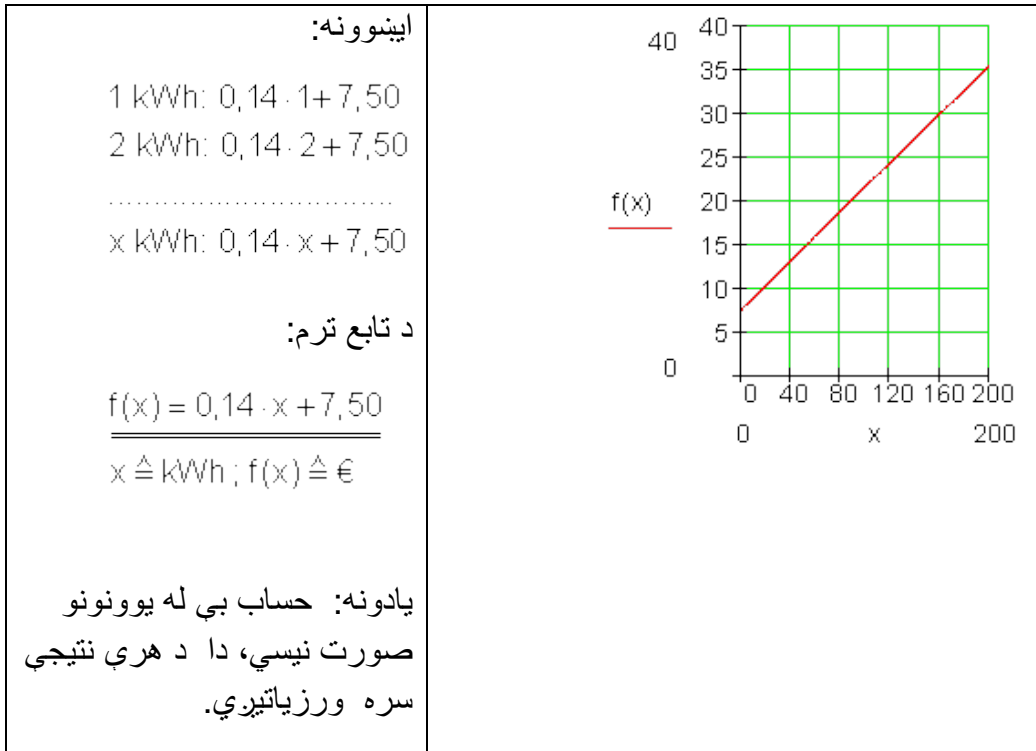 ایښوونه:
1 kWh: 0,14 · 1 + 7,50
2 kWh: 0,14 · 2 + 7,50
...............................
x kWh: 0,14 · x + 7,50
د تابع ترم:
f(x) = 0,14 · x + 7,50
x ≙ kWh ; f(x) ≙ €
یادونه: حساب بې له یوونونو
صورت نیسي، دا د هرې نتیجې
سره ورزیاتیږي.
40
40
35
30
25
f(x)
20
15
10
5
0
0 40 80 120 160 200
0 x 200